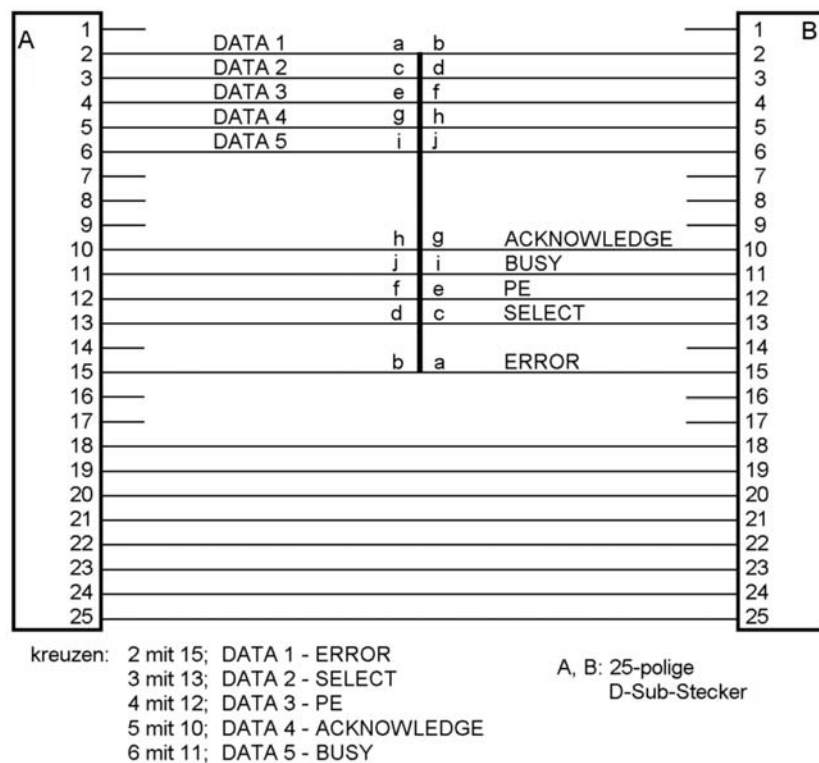 A B
1 1
DATA 1 a b
2 2
DATA 2 c d
3 3
DATA 3 e f
4 4
DATA 4 g h
5 5
DATA 5 i j
6 6
7 7
8 8
9 9
h g ACKNOWLEDGE
10 10
j i BUSY
11 11
f e PE
12 12
d c SELECT
13 13
14 14
b a ERROR
15 15
16 16
17 17
18 18
19 19
20 20
21 21
22 22
23 23
24 24
25 25
kreuzen: 2 mit 15; DATA 1 - ERROR
3 mit 13; DATA 2 - SELECT
4 mit 12; DATA 3 - PE
5 mit 10; DATA 4 - ACKNOWLEDGE
6 mit 11; DATA 5 - BUSY
A, B: 25-polige
D-Sub-Stecker